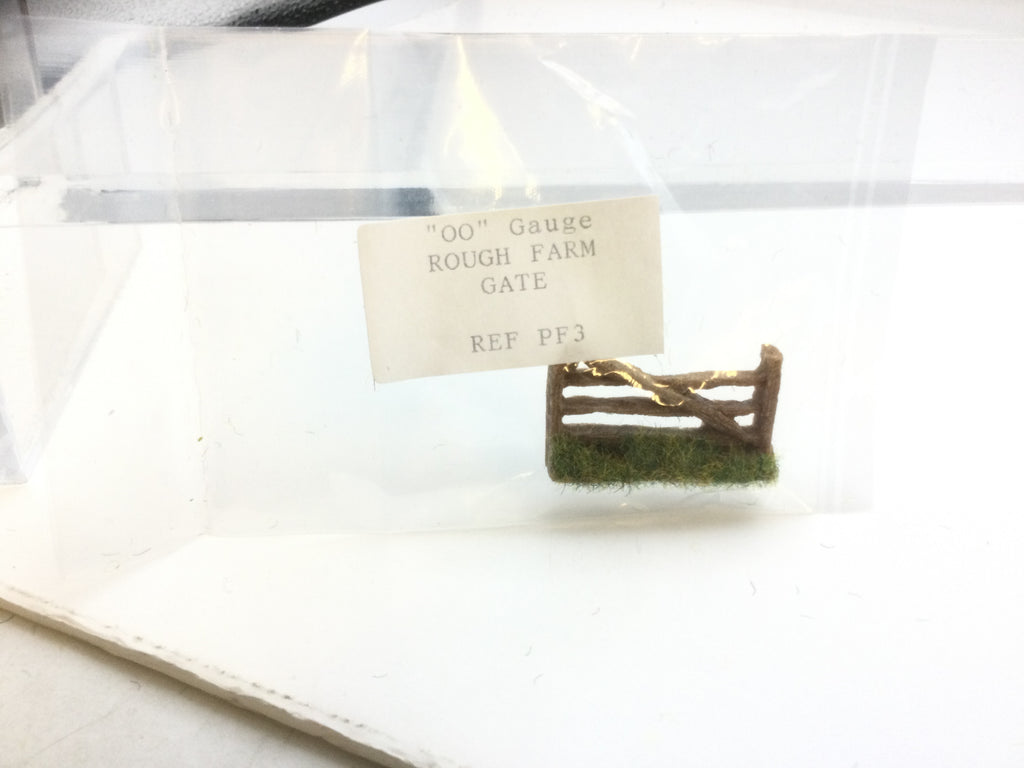 "OO" Gauge
ROUGH FARM
GATE
REF PF3